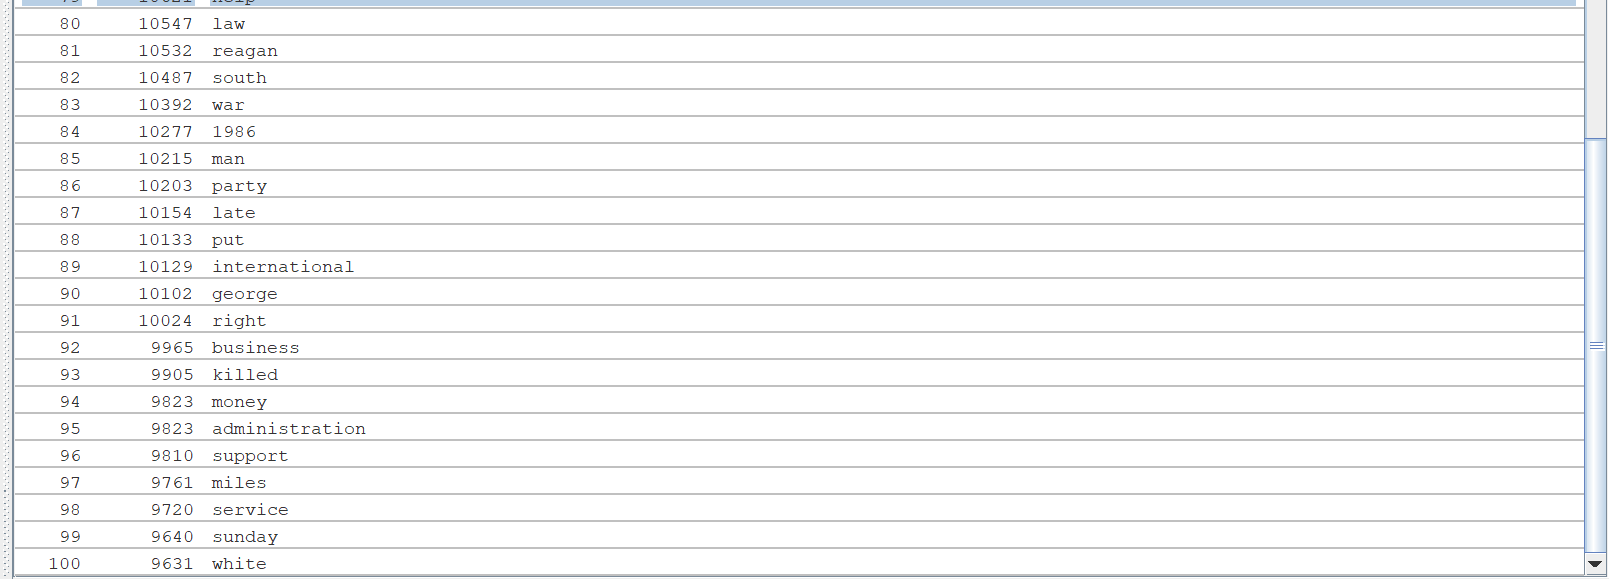 80 10547 law
81 10532 reagan
82 10487 south
83 10392 war
84 10277 1986
85 10215 man
86 10203 party
87 10154 late
88 10133 put
89 10129 international
90 10102 george
91 10024 right
92 9965 business
93 9905 killed
94 9823 money
95 9823 administration
96 9810 support
97 9761 miles
98 9720 service
99 9640 sunday
100 9631 white